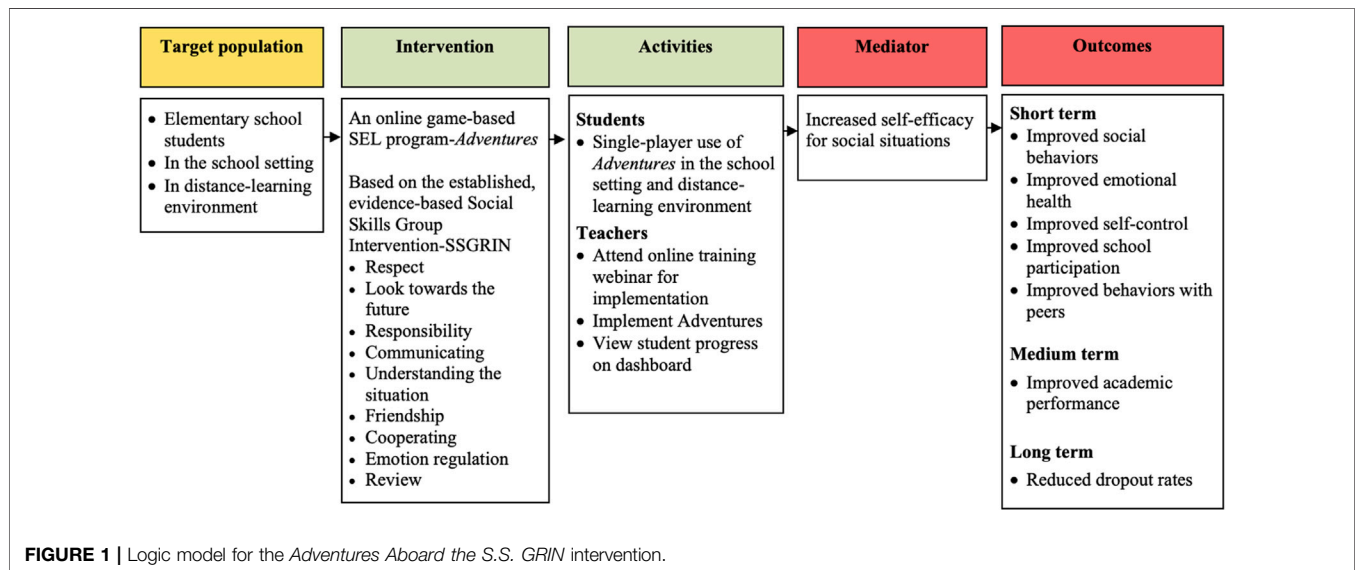 Target population
Elementary school
students
In the school setting
In distance-learning
environment
Intervention
An online game-based
SEL program-Adventures
Based on the established,
evidence-based Social
Skills Group
Intervention-SSGRIN
• Respect
• Look towards the
future
• Responsibility
• Communicating
• Understanding the
situation
• Friendship
• Cooperating
• Emotion regulation
• Review
Activities
Students
• Single-player use of
Adventures in the school
setting and distance-
learning environment
Teachers
• Attend online training
webinar for
implementation
• Implement Adventures
• View student progress
on dashboard
Mediator
Increased self-efficacy
for social situations
Outcomes
Short term
• Improved social
behaviors
• Improved emotional
health
• Improved self-control
• Improved school
participation
• Improved behaviors with
peers
Medium term
• Improved academic
performance
Long term
• Reduced dropout rates
FIGURE 1 | Logic model for the Adventures Aboard the S.S. GRIN intervention.